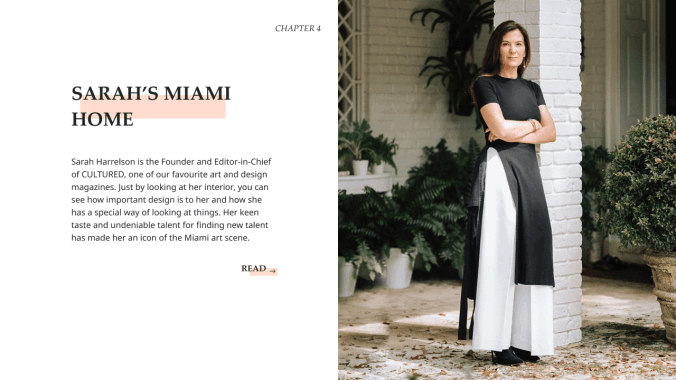 CHAPTER 4
SARAH’S MIAMI
HOME
Sarah Harrelson is the Founder and Editor-in-Chief
of CULTURED, one of our favourite art and design
magazines. Just by looking at her interior, you can
see how important design is to her and how she
has a special way of looking at things. Her keen
taste and undeniable talent for finding new talent
has made her an icon of the Miami art scene.
READ →